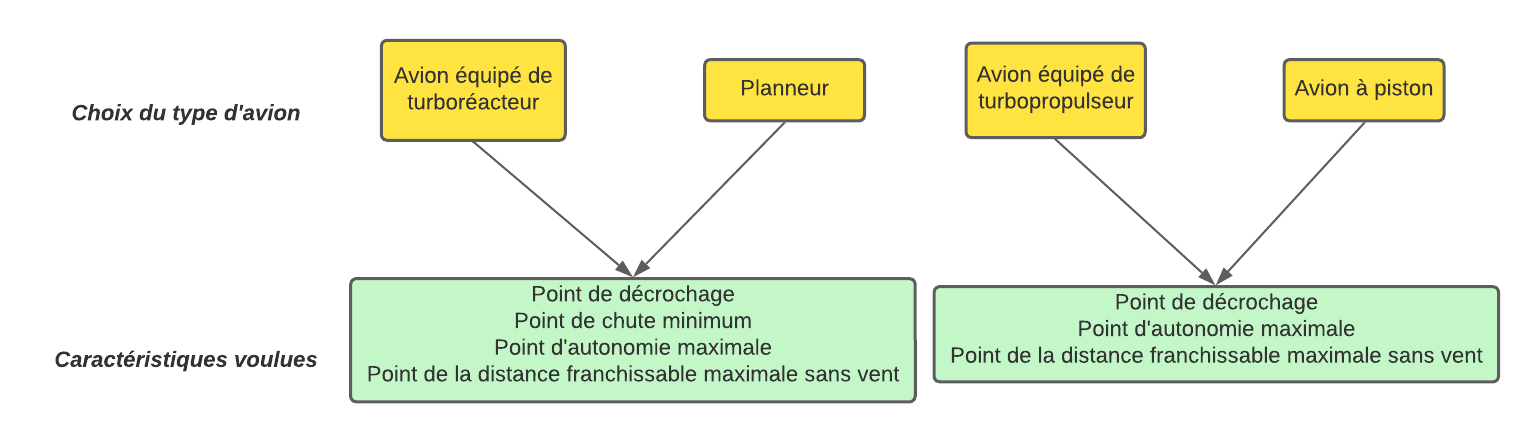 Choix du type d'avion
Avion équipé de
turboréacteur
Planneur
Avion équipé de
turbopropulseur
Avion à piston
Caractéristiques voulues
Point de décrochage
Point de chute minimum
Point d'autonomie maximale
Point de la distance franchissable maximale sans vent
Point de décrochage
Point d'autonomie maximale
Point de la distance franchissable maximale sans vent